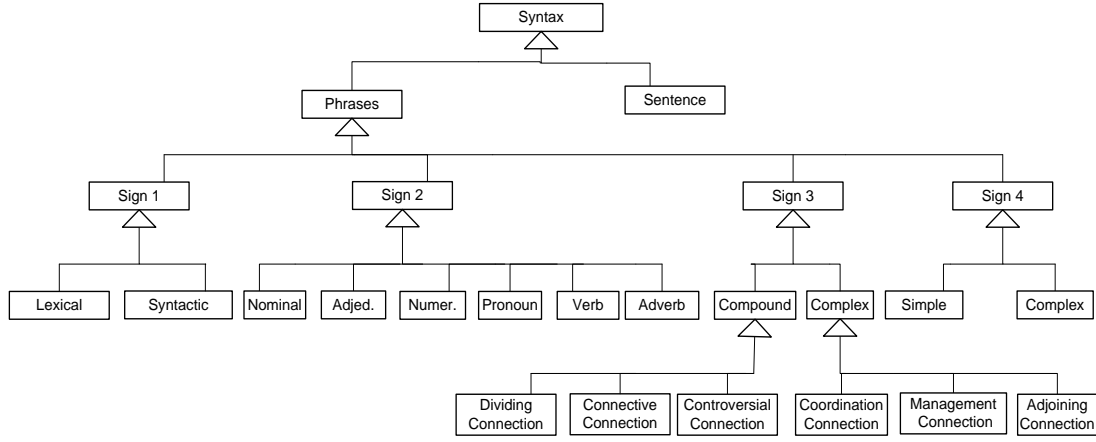 Syntax
Phrases
Sentence
Sign 1
Sign 2
Sign 3
Sign 4
Lexical
Syntactic
Nominal
Adjed.
Numer.
Pronoun
Verb
Adverb
Compound
Complex
Simple
Complex
Dividing
Connection
Connective
Connection
Controversial
Connection
Coordination
Connection
Management
Connection
Adjoining
Connection